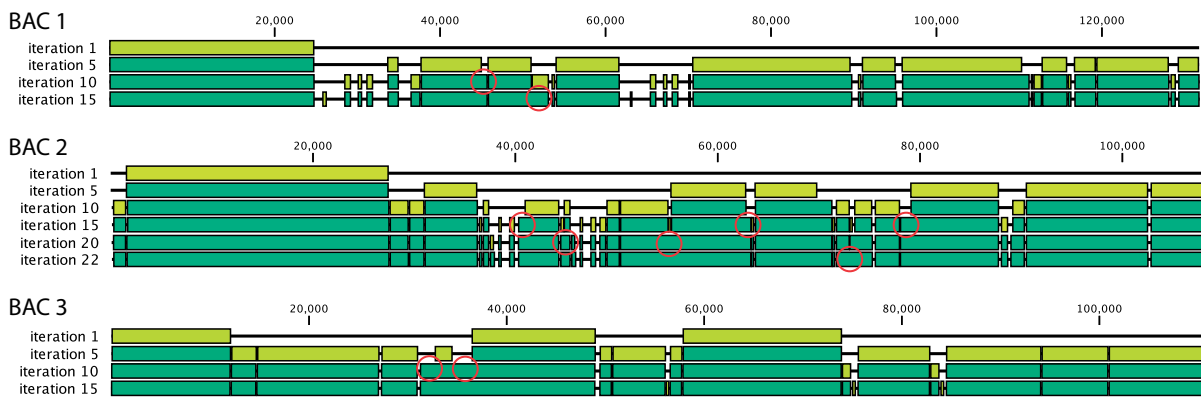 BAC 1
20,000 40,000 60,000 80,000 100,000 120,000
iteration 1
iteration 5
iteration 10
iteration 15
BAC 2
20,000 40,000 60,000 80,000 100,000
iteration 1
iteration 5
iteration 10
iteration 15
iteration 20
iteration 22
BAC 3
20,000 40,000 60,000 80,000 100,000
iteration 1
iteration 5
iteration 10
iteration 15